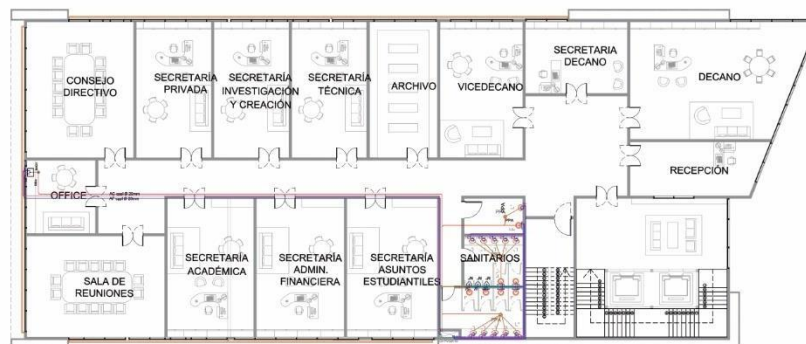 CONSEJO
DIRECTIVO
SECRETARÍA
PRIVADA
SECRETARÍA
INVESTIGACIÓN
Y CREACIÓN
SECRETARÍA
TÉCNICA
ARCHIVO
VICEDECANO
SECRETARIA
DECANO
DECANO
RECEPCIÓN
OFFICE
SALA DE
REUNIONES
SECRETARÍA
ACADÉMICA
SECRETARÍA
ADMIN.
FINANCIERA
SECRETARÍA
ASUNTOS
ESTUDIANTILES
SANITARIOS